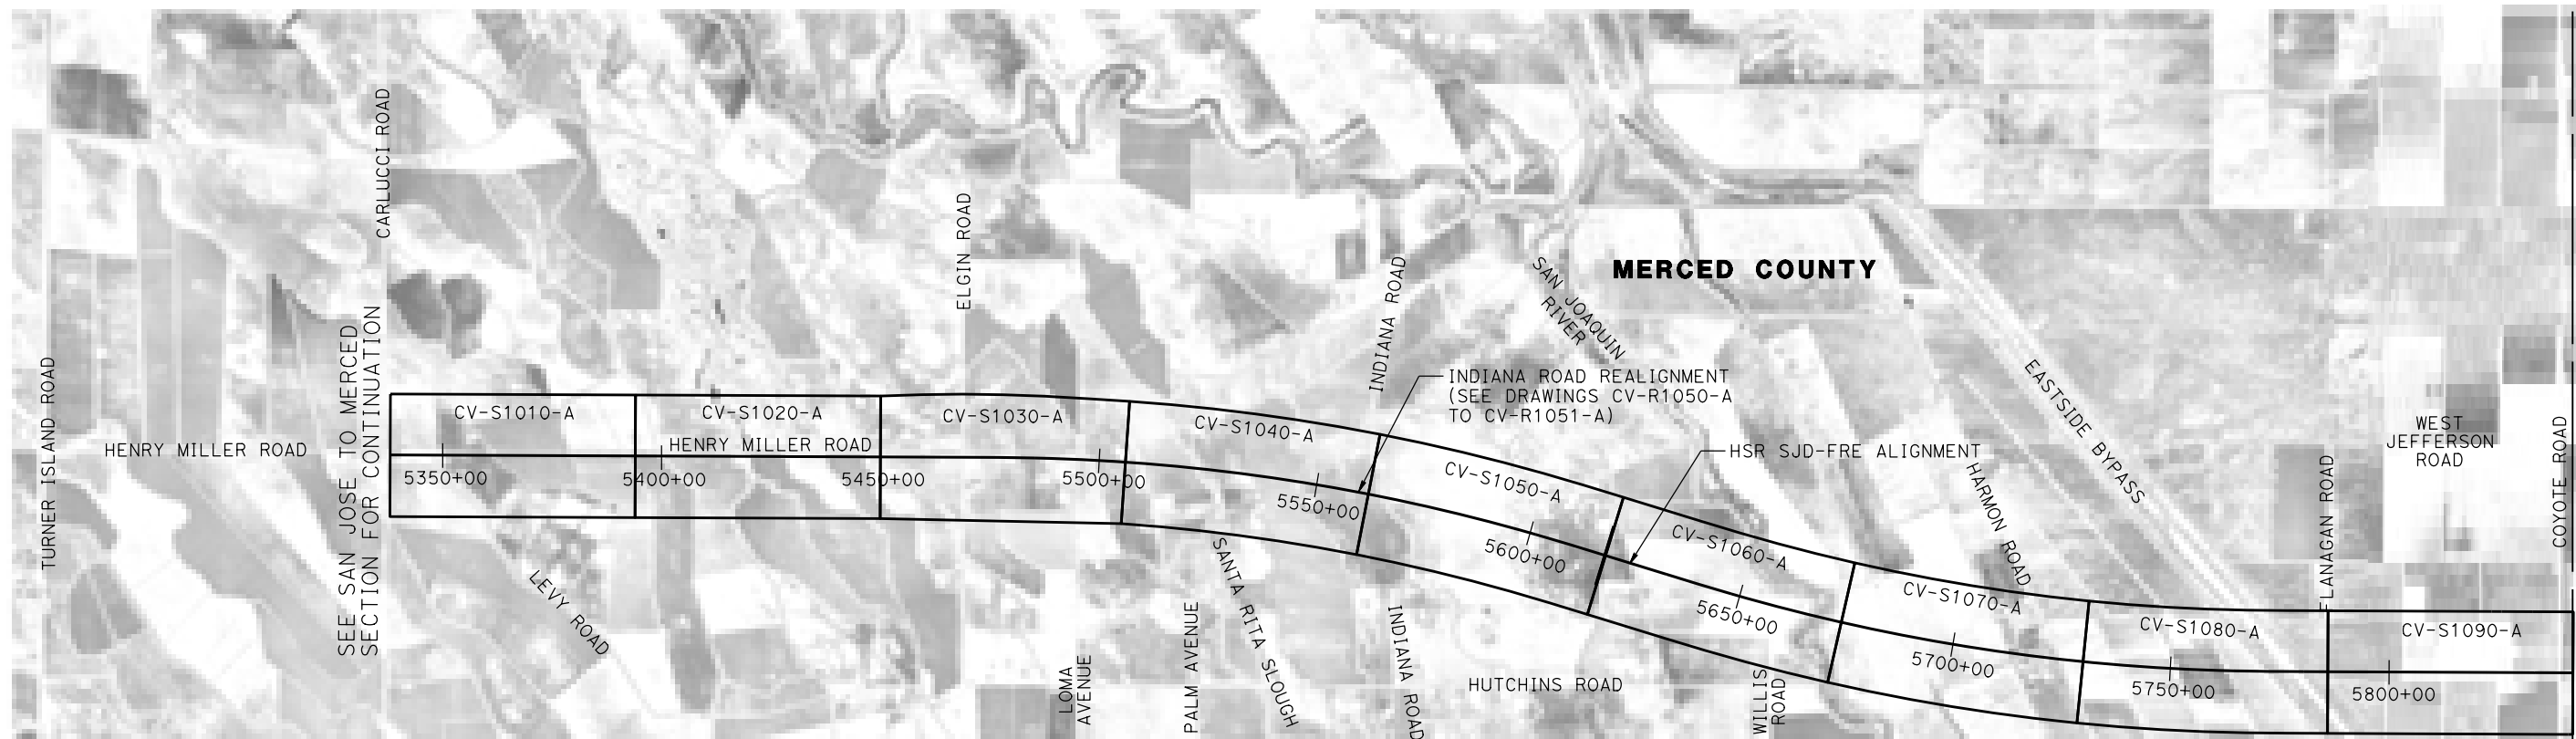 CARLUCCI ROAD
ELGIN ROAD
INDIANA ROAD
SAN JOAQUIN
RIVER
MERCED COUNTY
TURNER ISLAND ROAD
SEE SAN JOSE TO MERCED
SECTION FOR CONTINUATION
INDIANA ROAD REALIGNMENT
(SEE DRAWINGS CV-R1050-A
TO CV-R1051-A)
EASTSIDE BYPASS
HENRY MILLER ROAD
CV-S1010-A
CV-S1020-A
CV-S1030-A
CV-S1040-A
CV-S1050-A
CV-S1060-A
CV-S1070-A
CV-S1080-A
CV-S1090-A
HENRY MILLER ROAD
HSR SJD-FRE ALIGNMENT
HARMON ROAD
FLANAGAN ROAD
WEST
JEFFERSON
ROAD
COYOTE ROAD
5350+00
5400+00
5450+00
5500+00
5550+00
5600+00
5650+00
5700+00
5750+00
5800+00
LEVY ROAD
LOMA
AVENUE
PALM AVENUE
SANTA RITA SLOUGH
INDIANA ROAD
HUTCHINS ROAD
WILLIS
ROAD